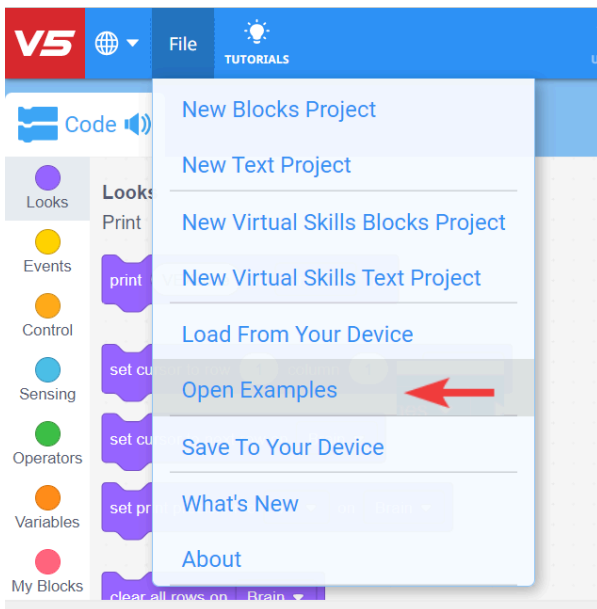 V5
File
TUTORIALS
U
Code
New Blocks Project
New Text Project
New Virtual Skills Blocks Project
New Virtual Skills Text Project
Load From Your Device
Open Examples
Save To Your Device
What's New
About
Looks
Events
Control
Sensing
Operators
Variables
My Blocks
Looks
Print
print
set cu
set cu
set pr
clear all rows on Brain